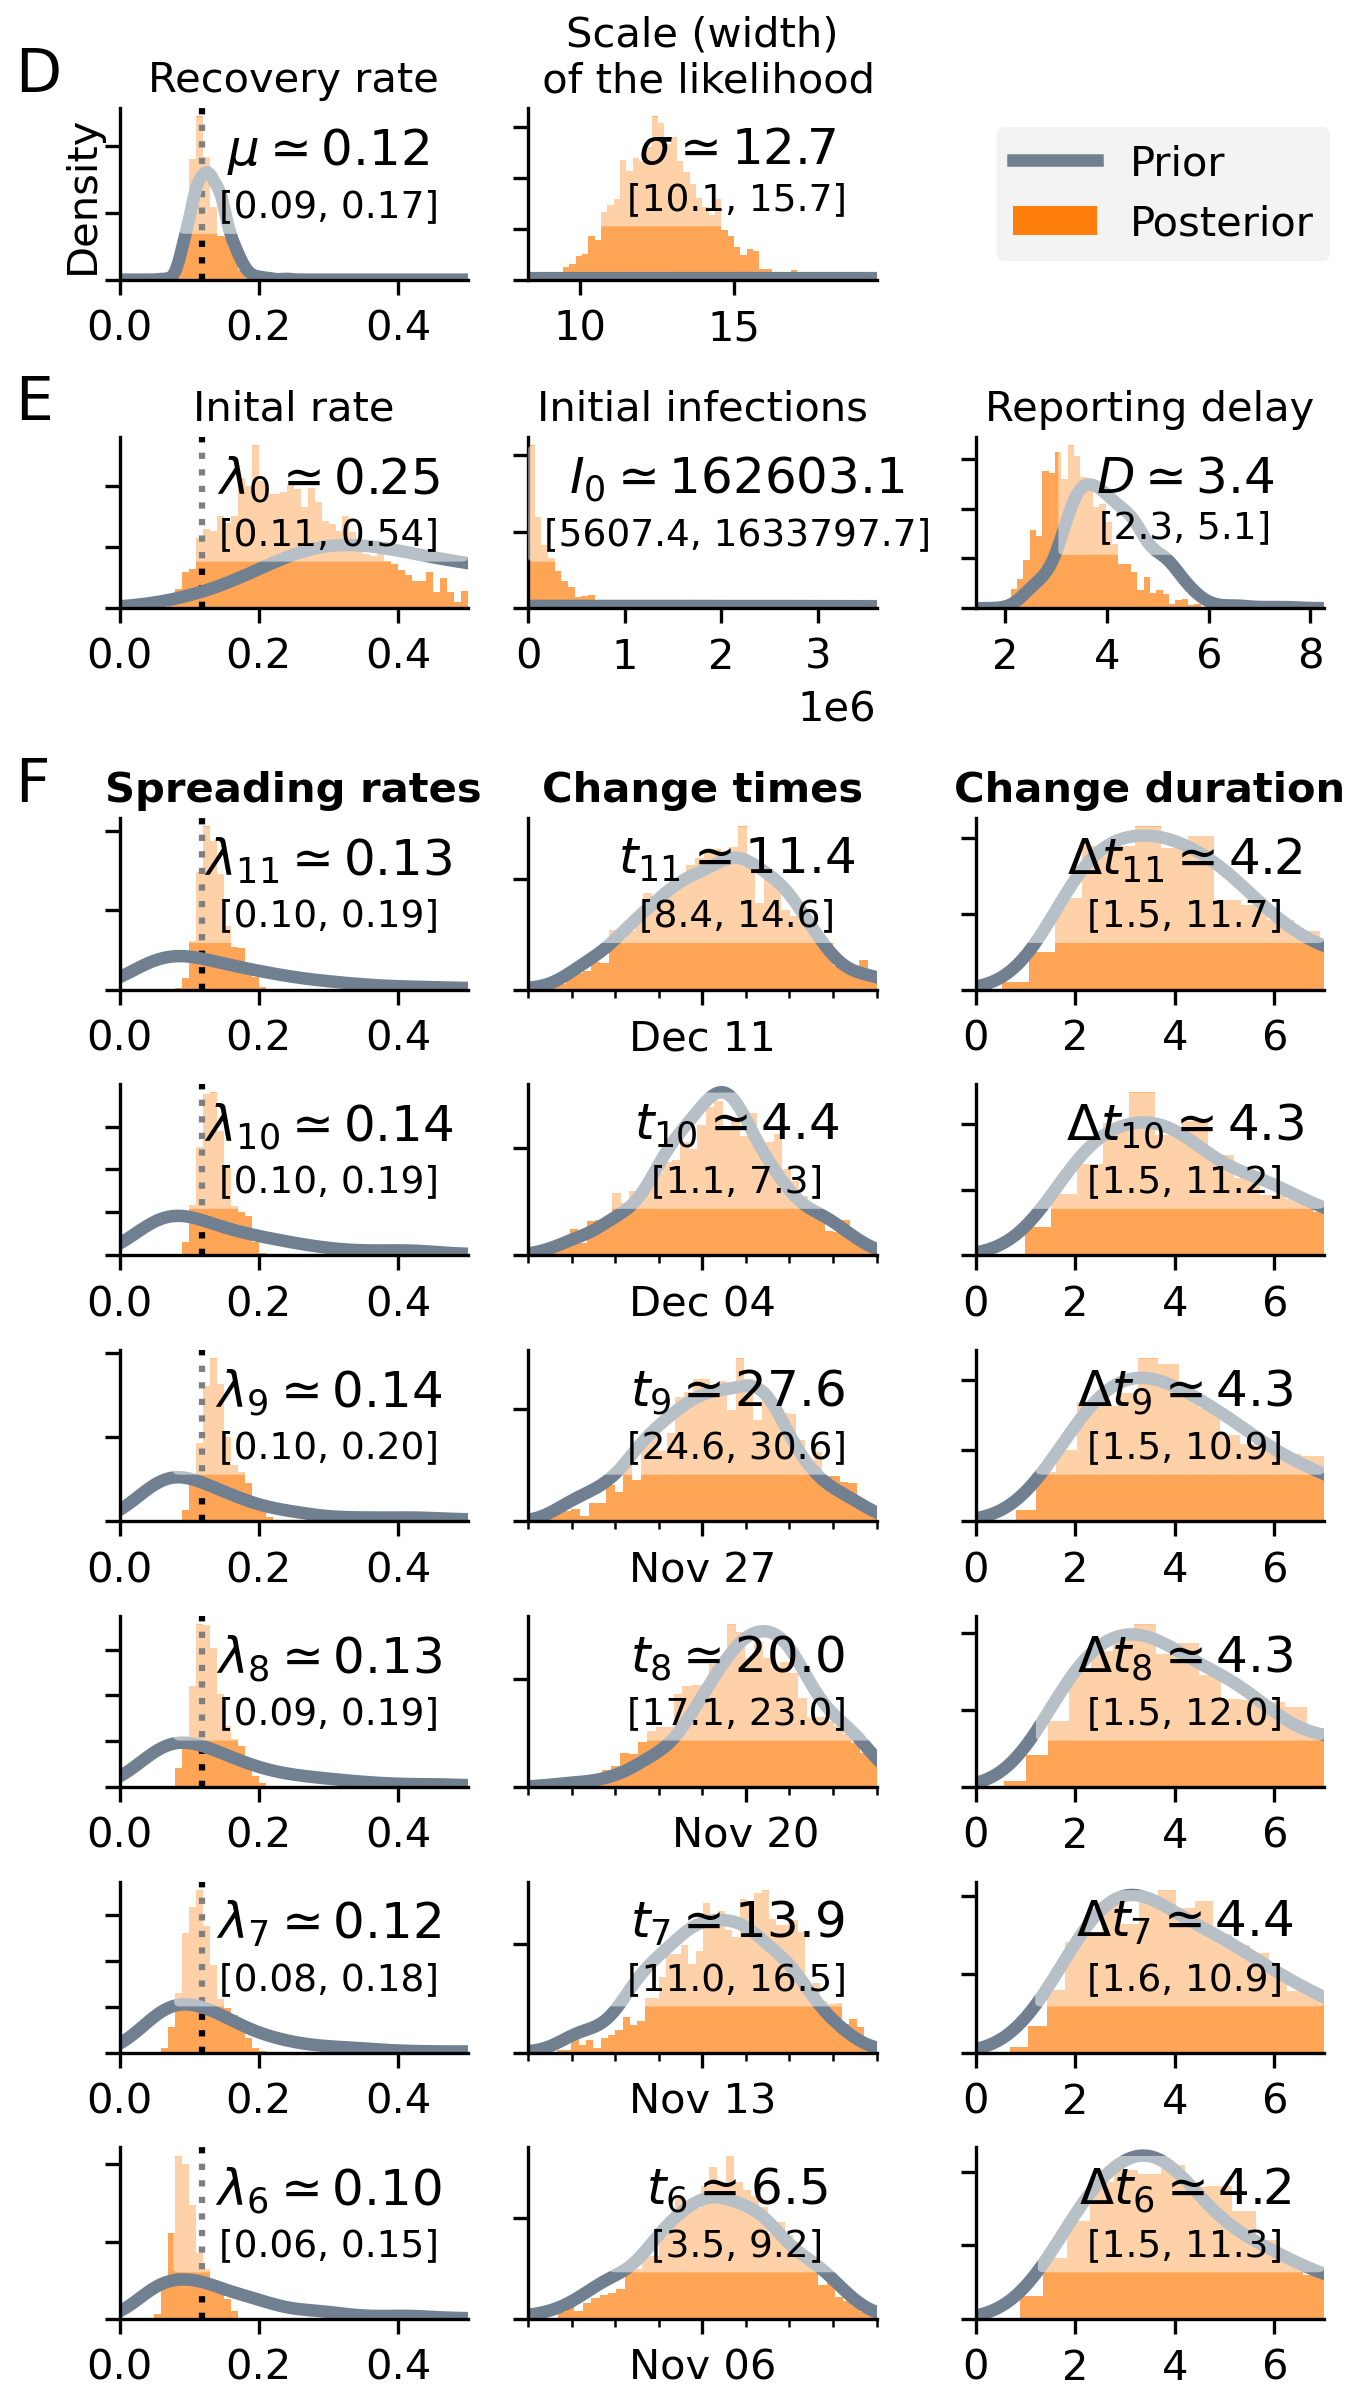 D
Recovery rate
Scale (width)
of the likelihood
Density
μ ≃ 0.12
[0.09, 0.17]
σ ≃ 12.7
[10.1, 15.7]
Prior
Posterior
0.0 0.2 0.4
10 15
E
Inital rate
Initial infections
Reporting delay
λ0 ≃ 0.25
[0.11, 0.54]
I0 ≃ 162603.1
[5607.4, 1633797.7]
D ≃ 3.4
[2.3, 5.1]
0.0 0.2 0.4
0 1 2 3
1e6
2 4 6 8
F
Spreading rates
Change times
Change duration
λ11 ≃ 0.13
[0.10, 0.19]
t11 ≃ 11.4
[8.4, 14.6]
Δt11 ≃ 4.2
[1.5, 11.7]
0.0 0.2 0.4
Dec 11
0 2 4 6
λ10 ≃ 0.14
[0.10, 0.19]
t10 ≃ 4.4
[1.1, 7.3]
Δt10 ≃ 4.3
[1.5, 11.2]
0.0 0.2 0.4
Dec 04
0 2 4 6
λ9 ≃ 0.14
[0.10, 0.20]
t9 ≃ 27.6
[24.6, 30.6]
Δt9 ≃ 4.3
[1.5, 10.9]
0.0 0.2 0.4
Nov 27
0 2 4 6
λ8 ≃ 0.13
[0.09, 0.19]
t8 ≃ 20.0
[17.1, 23.0]
Δt8 ≃ 4.3
[1.5, 12.0]
0.0 0.2 0.4
Nov 20
0 2 4 6
λ7 ≃ 0.12
[0.08, 0.18]
t7 ≃ 13.9
[11.0, 16.5]
Δt7 ≃ 4.4
[1.6, 10.9]
0.0 0.2 0.4
Nov 13
0 2 4 6
λ6 ≃ 0.10
[0.06, 0.15]
t6 ≃ 6.5
[3.5, 9.2]
Δt6 ≃ 4.2
[1.5, 11.3]
0.0 0.2 0.4
Nov 06
0 2 4 6